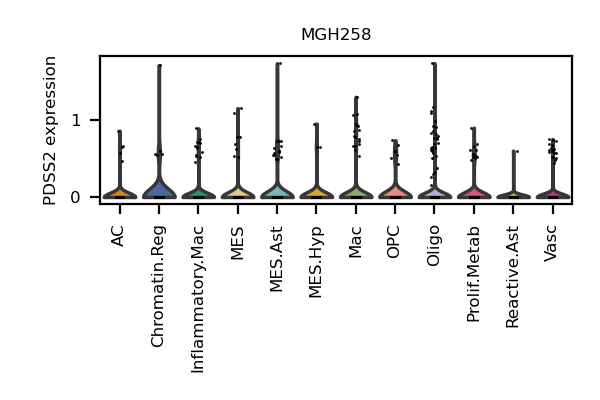 MGH258
PDSS2 expression
1
0
AC
Chromatin.Reg
Inflammatory.Mac
MES
MES.Ast
MES.Hyp
Mac
OPC
Oligo
Prolif.Metab
Reactive.Ast
Vasc